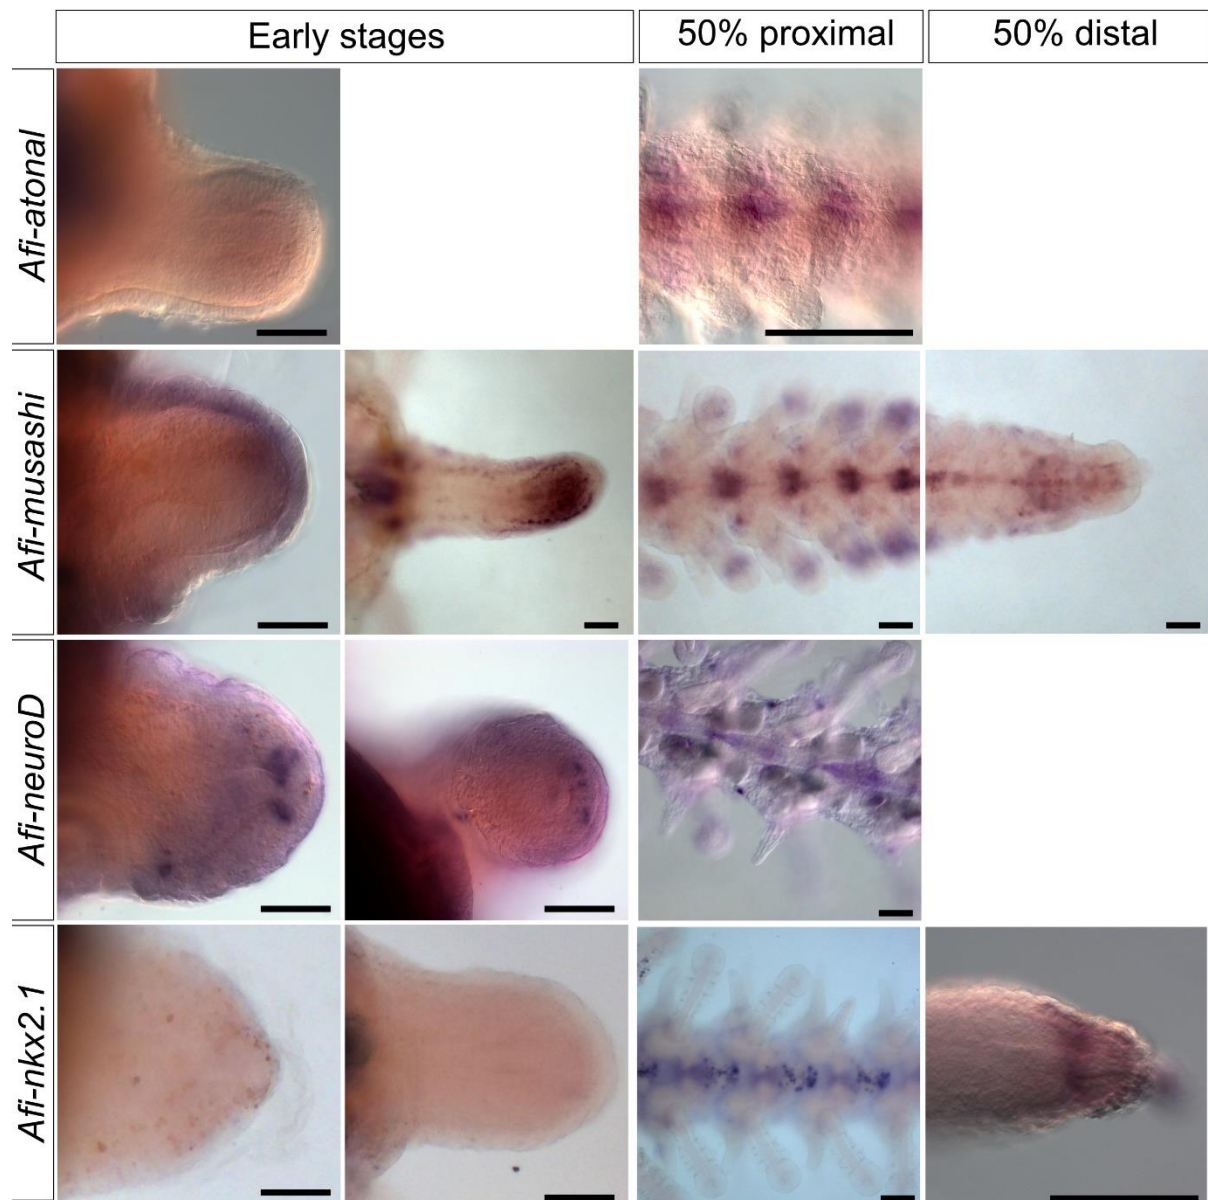 Early stages
50% proximal
50% distal
Afi-atonal
Afi-musashi
Afi-neuroD
Afi-nkx2.1